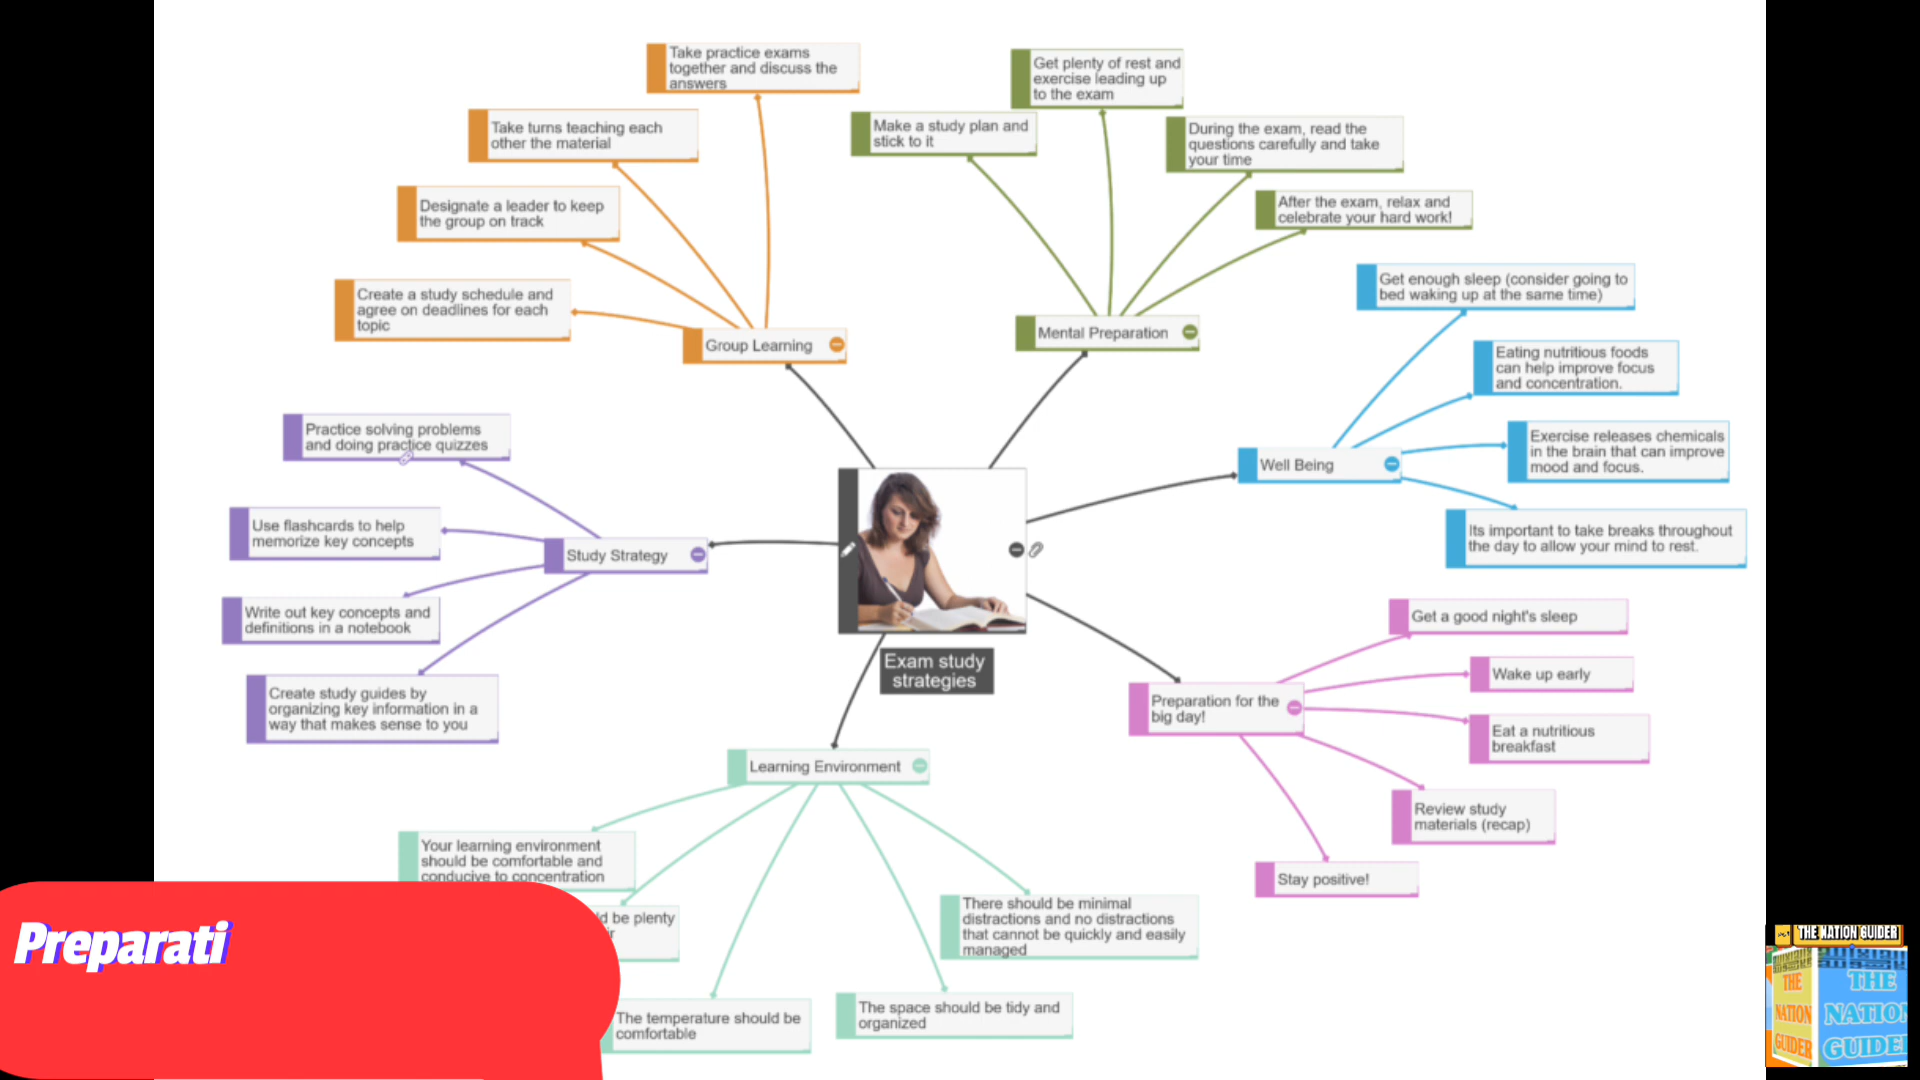 Take practice exams
together and discuss the
answers
Get plenty of rest and
exercise leading up
to the exam
Take turns teaching each
other the material
Make a study plan and
stick to it
During the exam, read the
questions carefully and take
your time
Designate a leader to keep
the group on track
After the exam, relax and
celebrate your hard work!
Create a study schedule and
agree on deadlines for each
topic
Group Learning
Mental Preparation
Get enough sleep (consider going to
bed waking up at the same time)
Eating nutritious foods
can help improve focus
and concentration.
Practice solving problems
and doing practice quizzes
Well Being
Exercise releases chemicals
in the brain that can improve
mood and focus.
Use flashcards to help
memorize key concepts
Study Strategy
Its important to take breaks throughout
the day to allow your mind to rest.
Write out key concepts and
definitions in a notebook
Exam study
strategies
Get a good night's sleep
Wake up early
Create study guides by
organizing key information in a
way that makes sense to you
Preparation for the
big day!
Eat a nutritious
breakfast
Learning Environment
Review study
materials (recap)
Your learning environment
should be comfortable and
conducive to concentration
Stay positive!
be plenty
There should be minimal
distractions and no distractions
that cannot be quickly and easily
managed
The temperature should be
comfortable
The space should be tidy and
organized
Preparati
THE NATION GUIDER
THE
NATION
GUIDER
THE
NATION
GUIDE